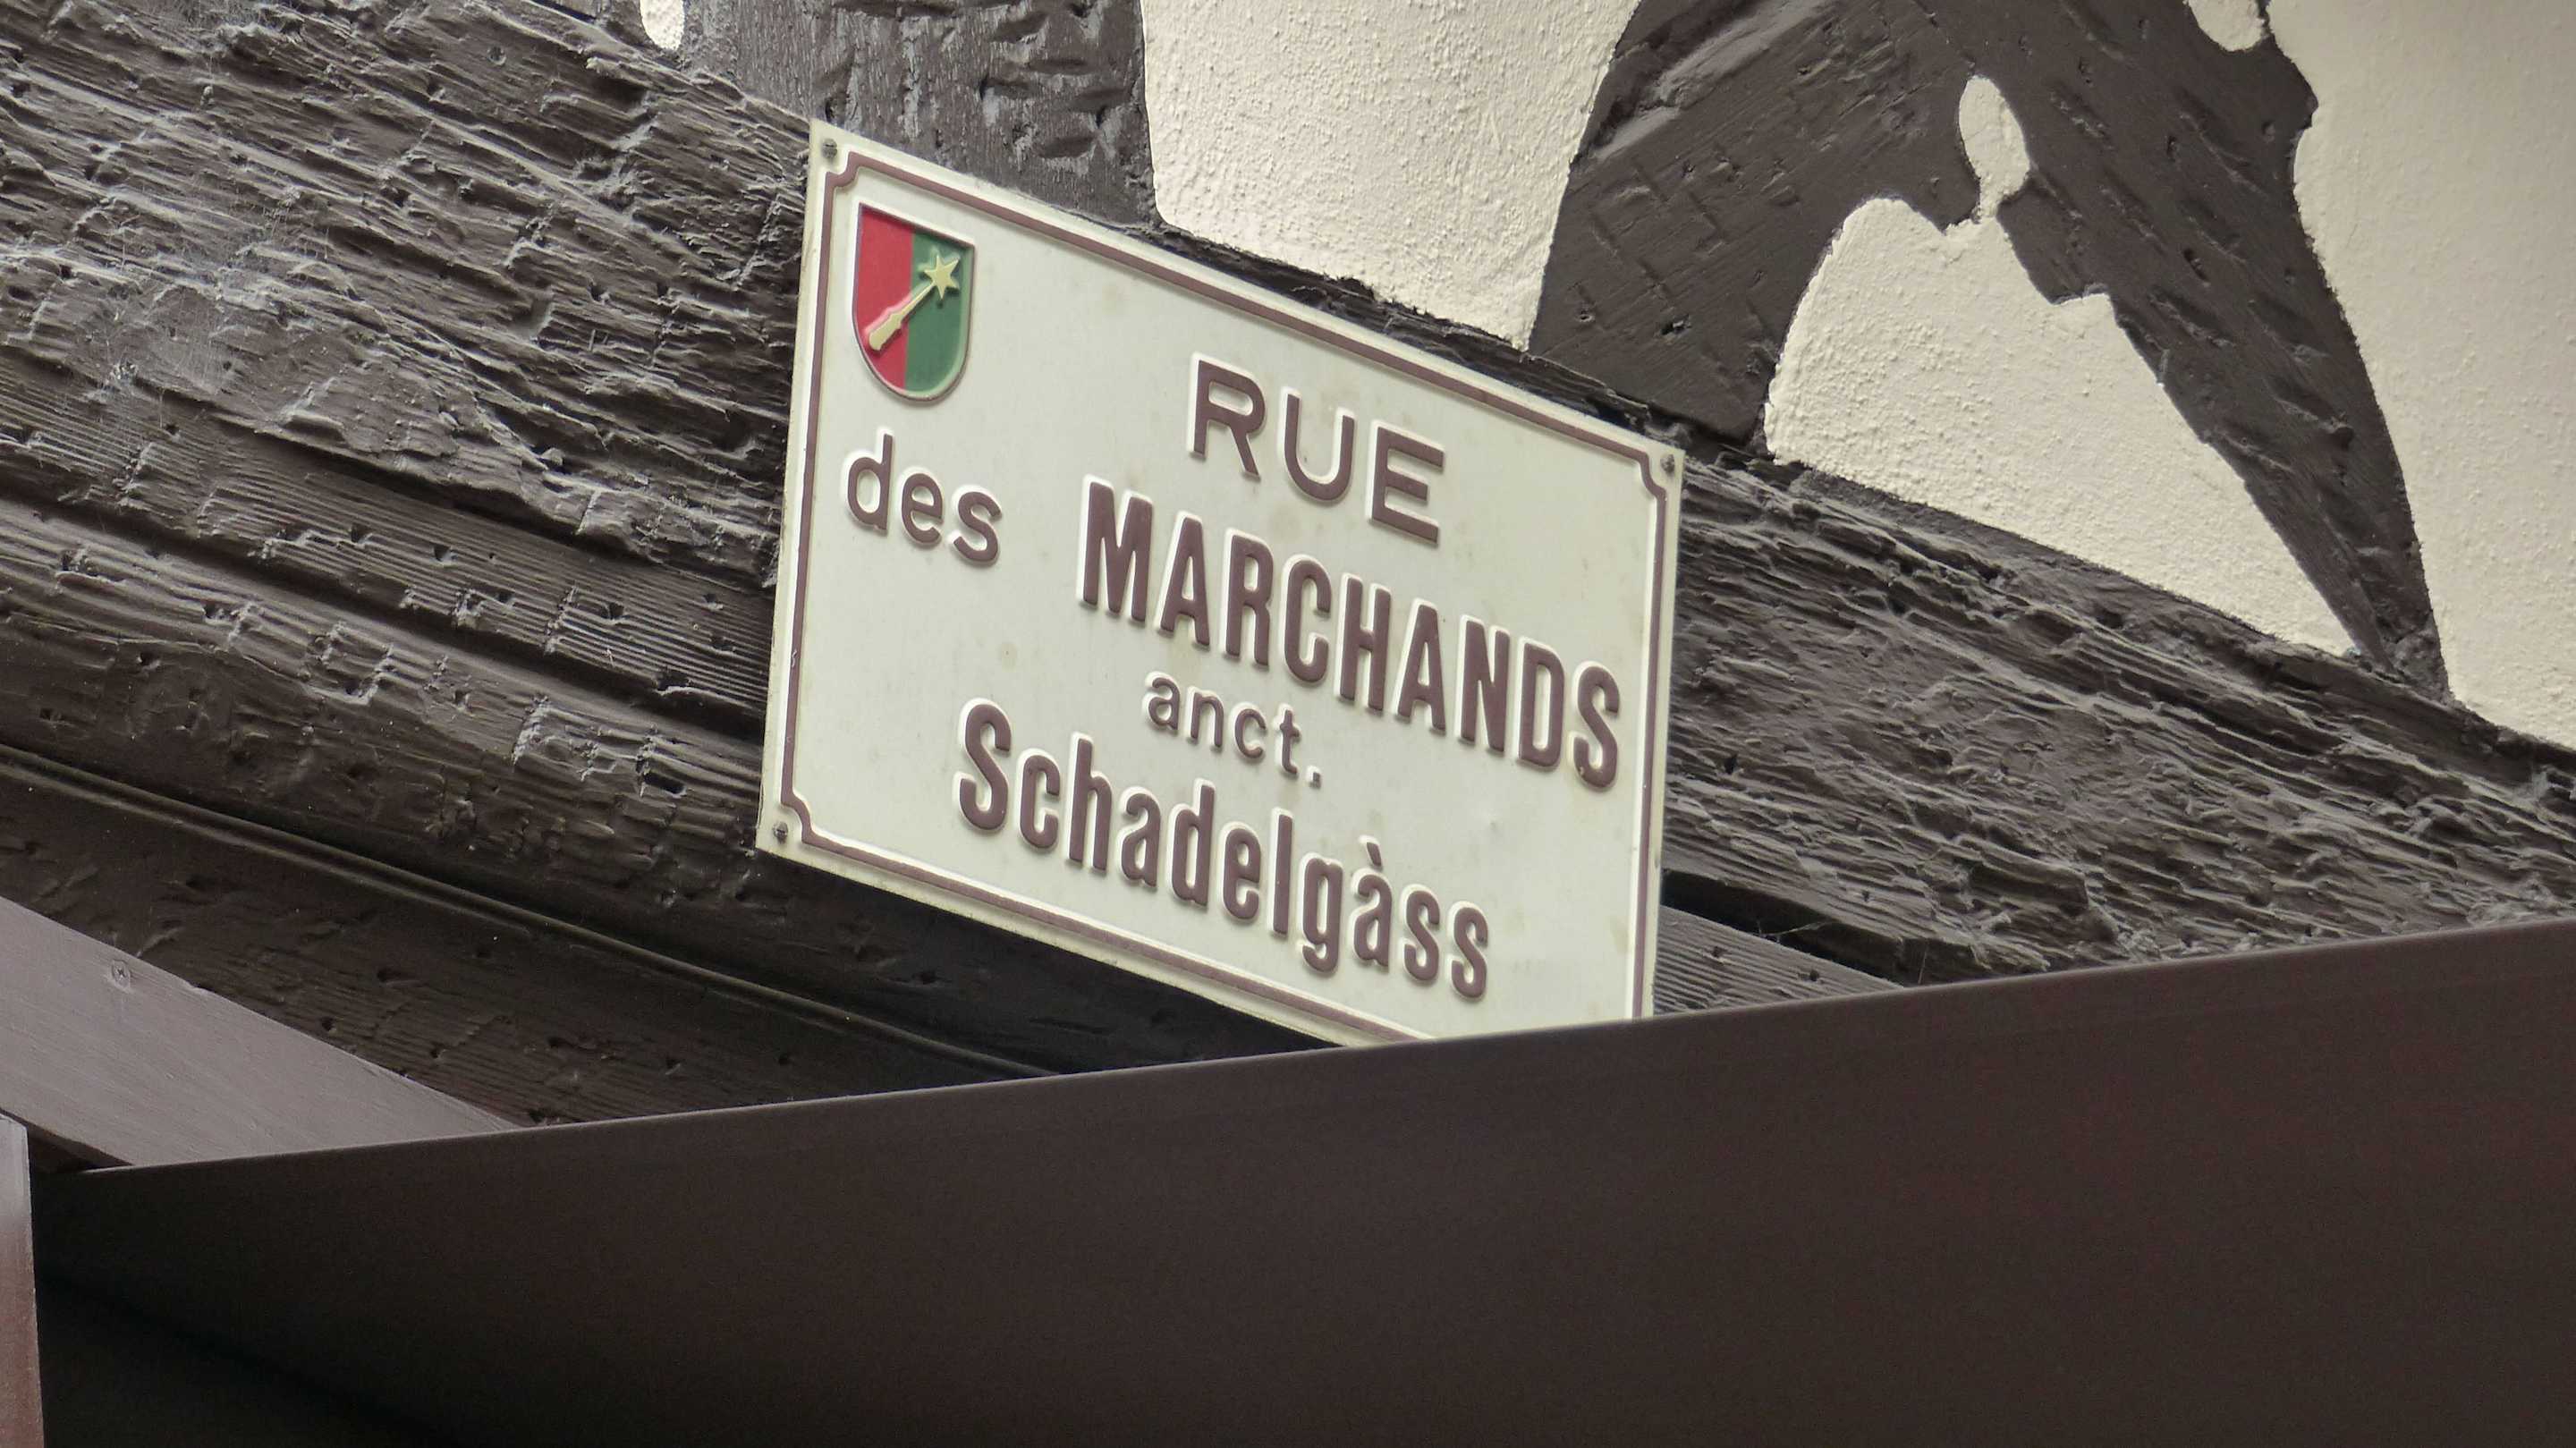 RUE
des MARCHANDS
anct.
Schadelgàss